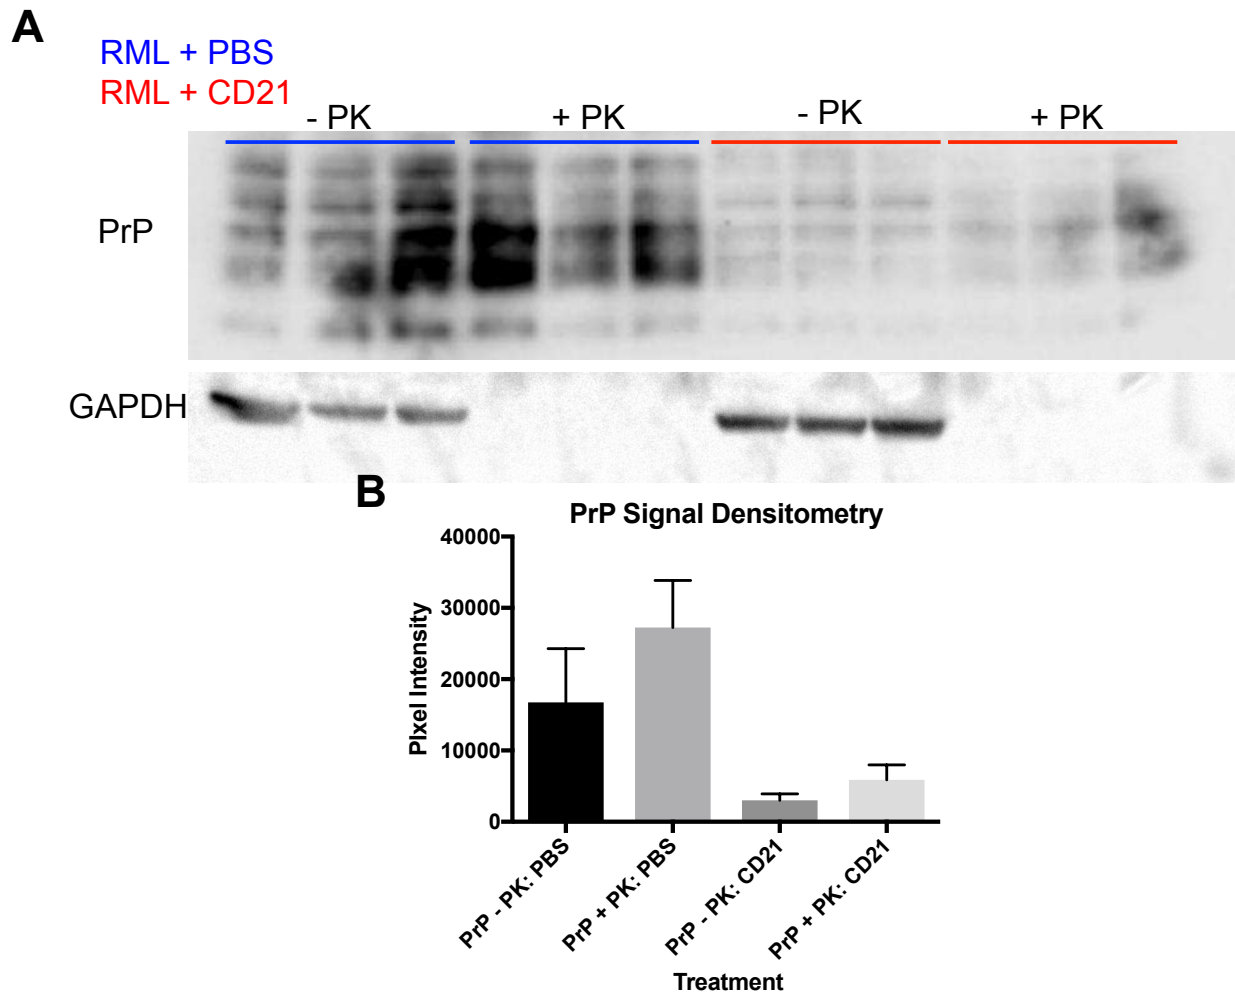 A
RML + PBS
RML + CD21
- PK
+ PK
- PK
+ PK
PrP
GAPDH
B
PrP Signal Densitometry
PIxel Intensity
40000
30000
20000
10000
0
PrP - PK: PBS
PrP + PK: PBS
PrP - PK: CD21
PrP + PK: CD21
Treatment